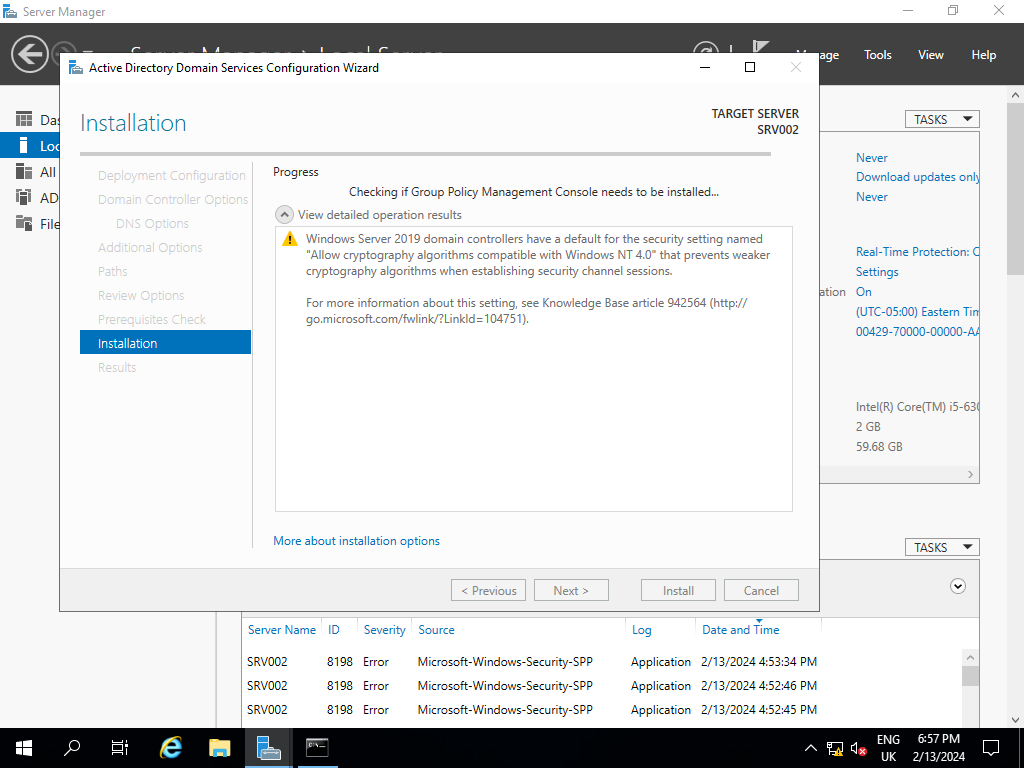 Server Manager
Manage
Tools
View
Help
Active Directory Domain Services Configuration Wizard
Installation
TARGET SERVER
SRV002
Deployment Configuration
Domain Controller Options
DNS Options
Additional Options
Paths
Review Options
Prerequisites Check
Installation
Results
Progress
Checking if Group Policy Management Console needs to be installed...
View detailed operation results
Windows Server 2019 domain controllers have a default for the security setting named
"Allow cryptography algorithms compatible with Windows NT 4.0" that prevents weaker
cryptography algorithms when establishing security channel sessions.
For more information about this setting, see Knowledge Base article 942564 (http://
go.microsoft.com/fwlink/?LinkId=104751).
More about installation options
< Previous
Next >
Install
Cancel
All
AD
File
TASKS
Never
Download updates only
Never
Real-Time Protection:
Settings
On
(UTC-05:00) Eastern Tim
00429-70000-00000-AA
Intel(R) Core(TM) i5-630
2 GB
59.68 GB
TASKS
Server Name ID Severity Source Log Date and Time
SRV002 8198 Error Microsoft-Windows-Security-SPP Application 2/13/2024 4:53:34 PM
SRV002 8198 Error Microsoft-Windows-Security-SPP Application 2/13/2024 4:52:46 PM
SRV002 8198 Error Microsoft-Windows-Security-SPP Application 2/13/2024 4:52:45 PM
ENG
UK
6:57 PM
2/13/2024